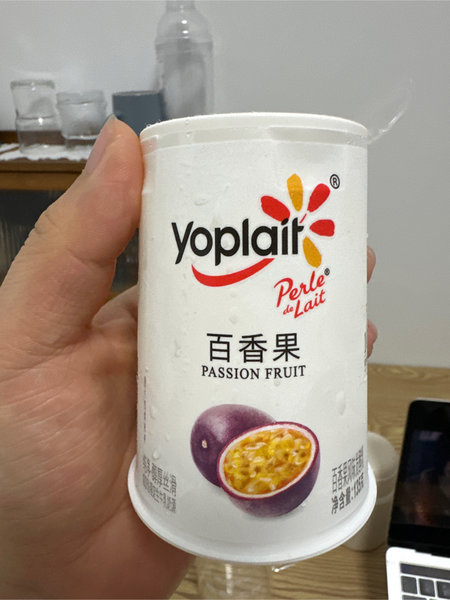 Yoplait®
Perle®
de Lait
百香果
PASSION FRUIT